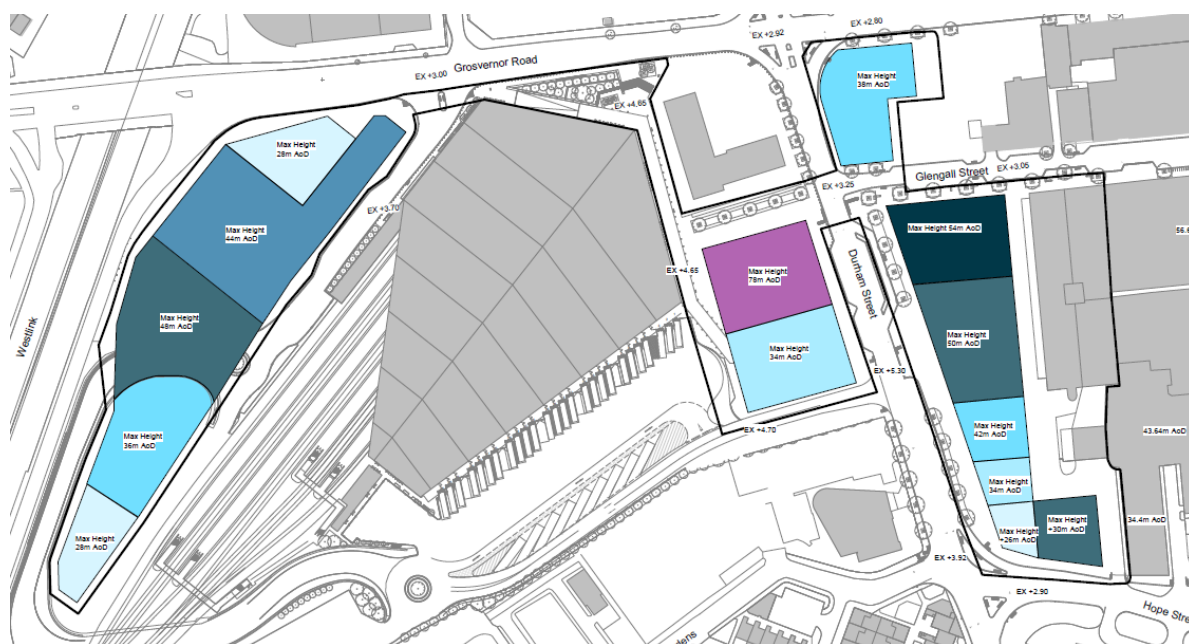 EX +2.80
EX +2.92
Grosvernor Road
EX +3.00
Max Height
38m AoD
EX +4.65
Max Height
28m AoD
Glengall Street
EX +3.05
EX +3.25
EX +3.70
Max Height
44m AoD
Max Height 54m AoD
Durham Street
EX +4.65
Max Height
78m AoD
Max Height
48m AoD
Westlink
Max Height
50m AoD
Max Height
34m AoD
EX +5.30
Max Height
42m AoD
EX +4.70
43.64m AoD
Max Height
36m AoD
Max Height
34m AoD
Max Height
+26m AoD
Max Height
+30m AoD
34.4m AoD
Max Height
28m AoD
EX +3.92
EX +2.90
Hope Stre